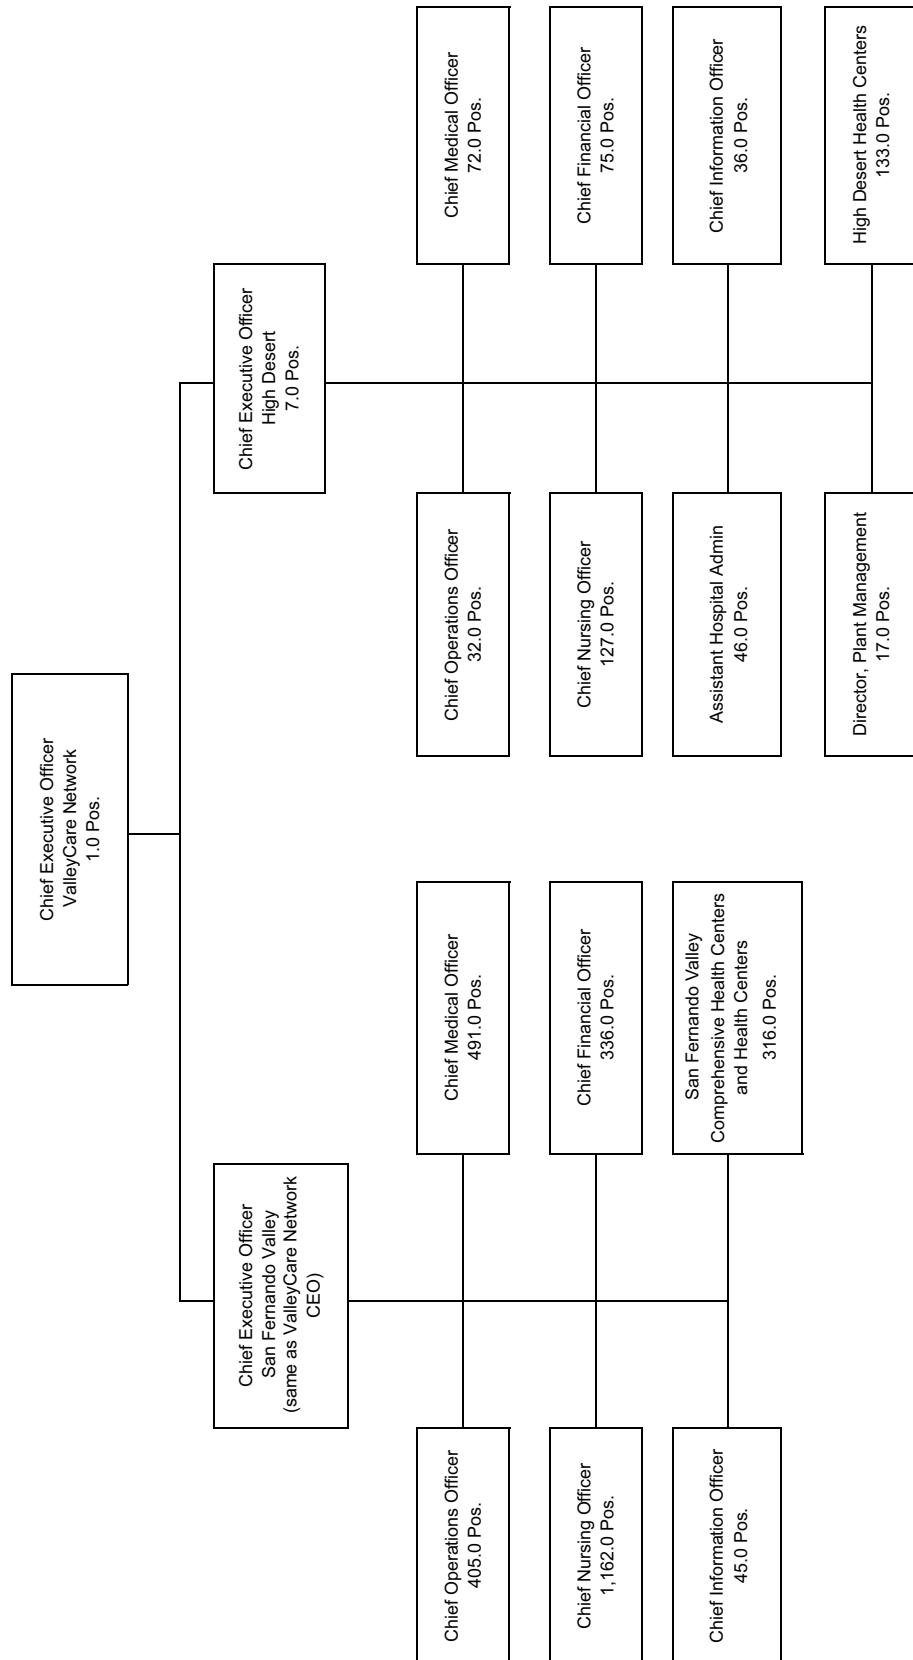 Chief Executive Officer
ValleyCare Network
1.0 Pos.
Chief Executive Officer
San Fernando Valley
(same as ValleyCare Network
CEO)
Chief Executive Officer
High Desert
7.0 Pos.
Chief Operations Officer
405.0 Pos.
Chief Medical Officer
491.0 Pos.
Chief Operations Officer
32.0 Pos.
Chief Medical Officer
72.0 Pos.
Chief Nursing Officer
1,162.0 Pos.
Chief Financial Officer
336.0 Pos.
Chief Nursing Officer
127.0 Pos.
Chief Financial Officer
75.0 Pos.
Chief Information Officer
45.0 Pos.
San Fernando Valley
Comprehensive Health Centers
and Health Centers
316.0 Pos.
Assistant Hospital Admin
46.0 Pos.
Chief Information Officer
36.0 Pos.
Director, Plant Management
17.0 Pos.
High Desert Health Centers
133.0 Pos.